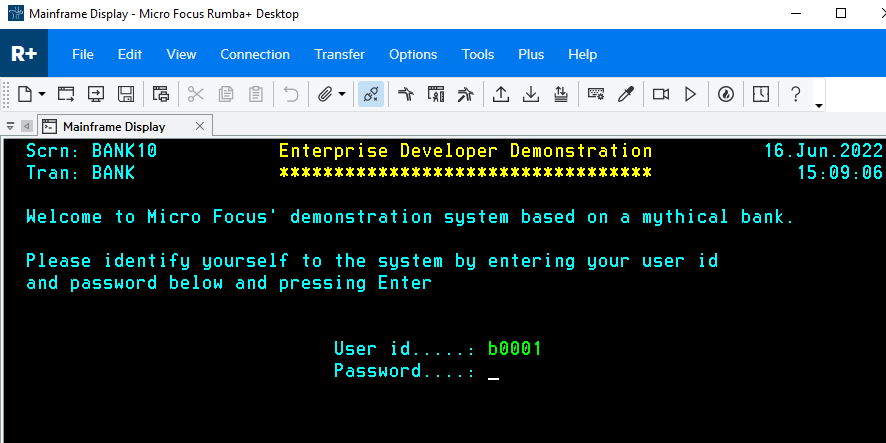 Mainframe Display - Micro Focus Rumba+ Desktop
R+ File Edit View Connection Transfer Options Tools Plus Help
Mainframe Display
Scrn: BANK10 Enterprise Developer Demonstration 16.Jun.2022
Tran: BANK ********************************** 15:09:06
Welcome to Micro Focus' demonstration system based on a mythical bank.
Please identify yourself to the system by entering your user id
and password below and pressing Enter
User id.....: b0001
Password....: _